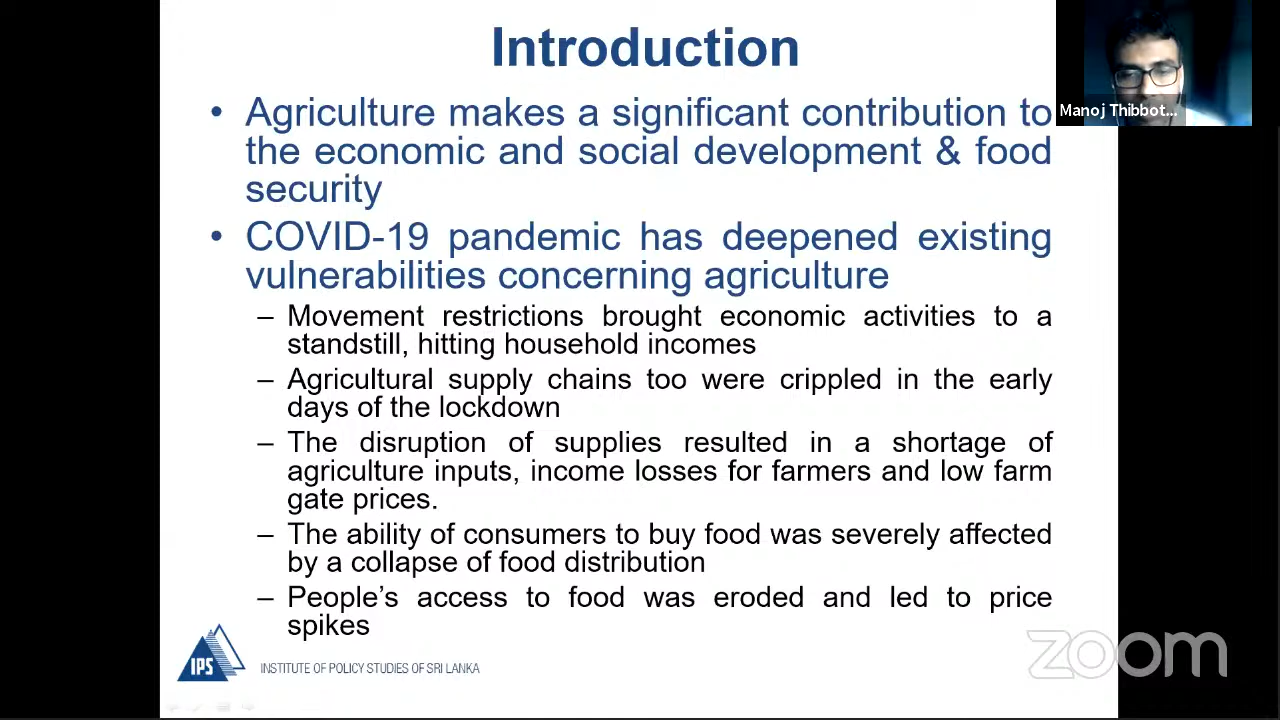 Introduction
• Agriculture makes a significant contribution to
the economic and social development & food
security
• COVID-19 pandemic has deepened existing
vulnerabilities concerning agriculture
– Movement restrictions brought economic activities to a
standstill, hitting household incomes
– Agricultural supply chains too were crippled in the early
days of the lockdown
– The disruption of supplies resulted in a shortage of
agriculture inputs, income losses for farmers and low farm
gate prices.
– The ability of consumers to buy food was severely affected
by a collapse of food distribution
– People's access to food was eroded and led to price
spikes
IPS
INSTITUTE OF POLICY STUDIES OF SRI LANKA
Manoj Thibbot...
zoom